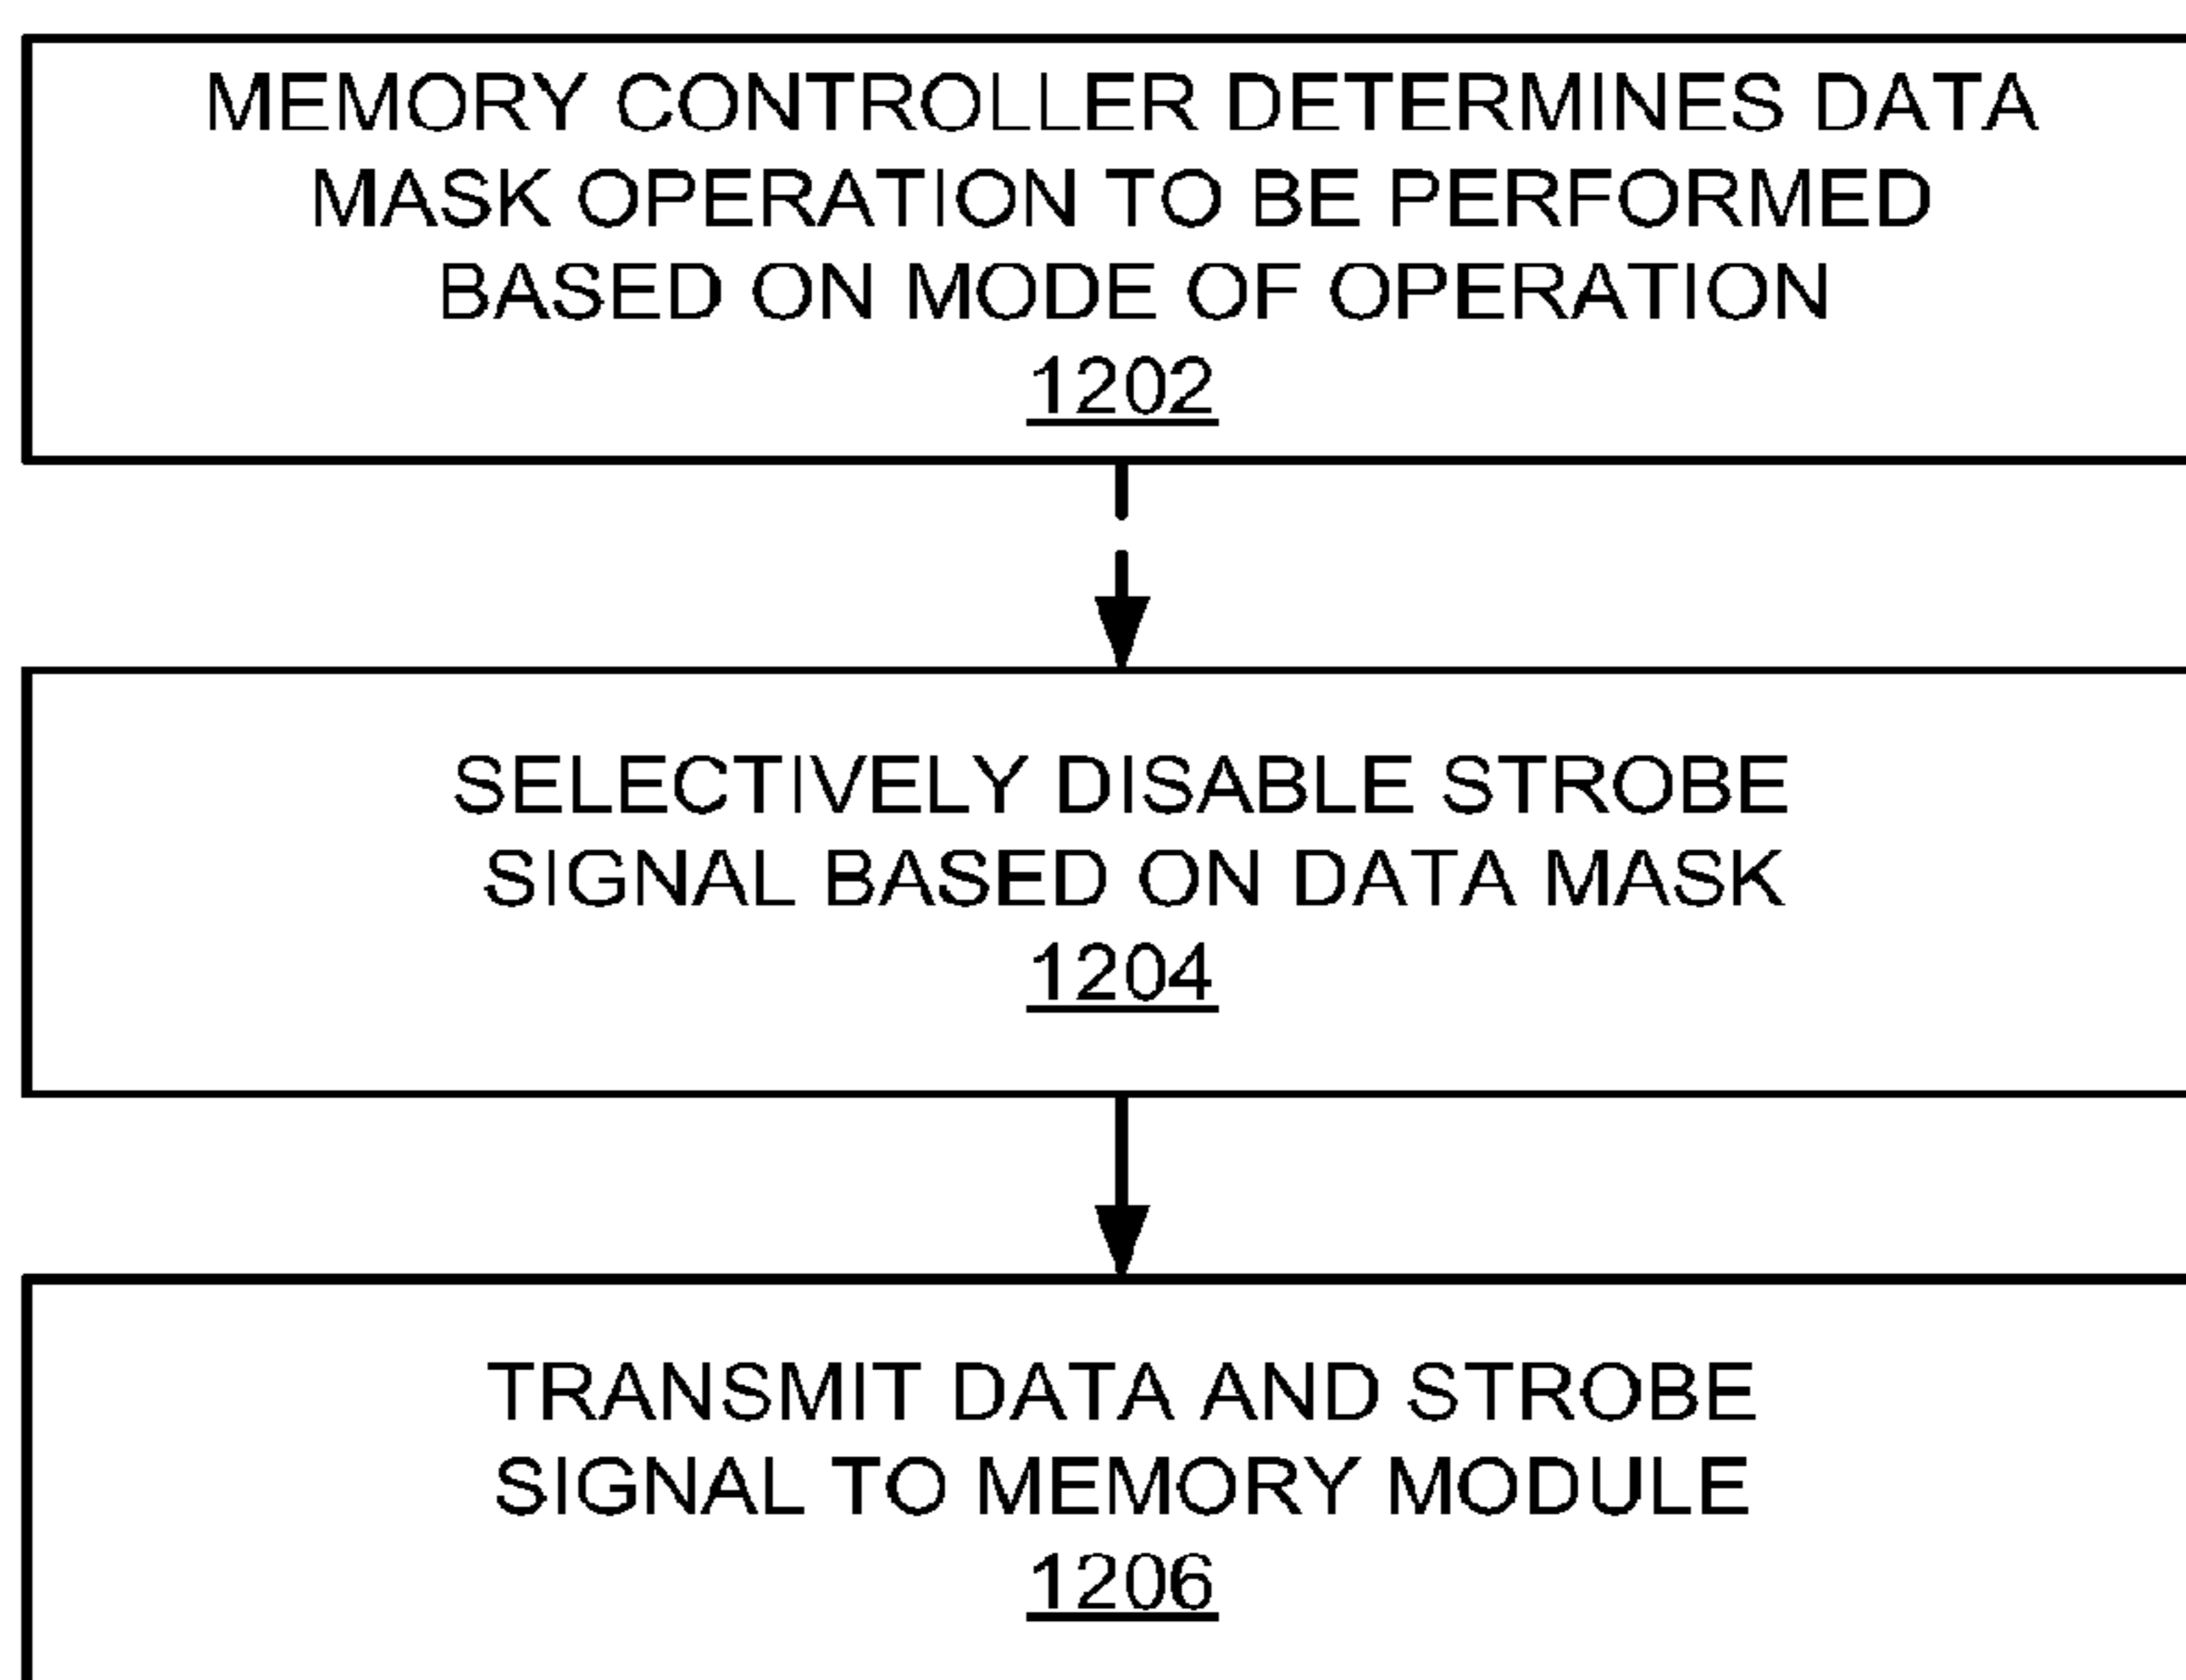 MEMORY CONTROLLER DETERMINES DATA
MASK OPERATION TO BE PERFORMED
BASED ON MODE OF OPERATION
1202
SELECTIVELY DISABLE STROBE
SIGNAL BASED ON DATA MASK
1204
TRANSMIT DATA AND STROBE
SIGNAL TO MEMORY MODULE
1206